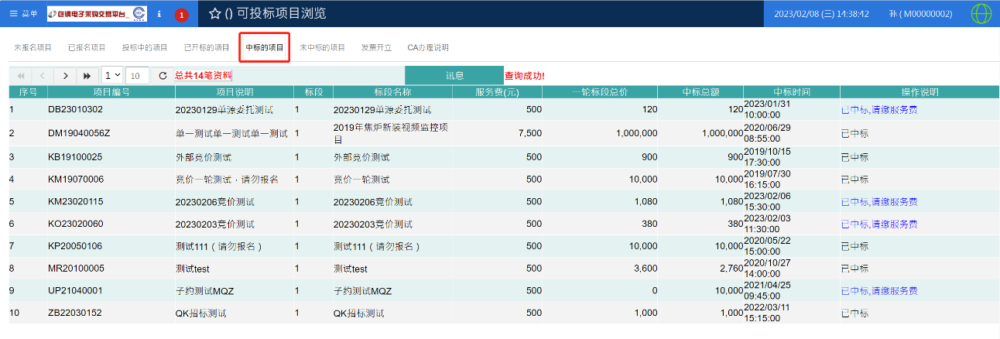 菜单 包钢电子采购交易平台 i 1 () 可投标项目浏览 2023/02/08 (三) 14:38:42 孙 ( M00000002)
未报名项目 已报名项目 投标中的项目 已开标的项目 中标的项目 未中标的项目 发票开立 CA办理说明
1 10 总共14笔资料 讯息 查询成功!
序号 项目编号 项目说明 标段 标段名称 服务费(元) 一轮标段总价 中标总额 中标时间 操作说明
1 DB23010302 20230129单源委托测试 1 20230129单源委托测试 500 120 120 2023/01/31 10:00:00 已中标,请缴服务费
2 DM19040056Z 单一测试单一测试单一测试 1 2019年焦炉新装视频监控项目 7,500 1,000,000 1,000,000 2020/06/29 08:55:00 已中标
3 KB19100025 外部竞价测试 1 外部竞价测试 500 900 900 2019/10/15 17:30:00 已中标
4 KM19070006 竞价一轮测试，请勿报名 1 竞价一轮测试 500 10,000 10,000 2019/07/30 16:15:00 已中标
5 KM23020115 20230206竞价测试 1 20230206竞价测试 500 1,080 1,080 2023/02/06 15:30:00 已中标,请缴服务费
6 KO23020060 20230203竞价测试 1 20230203竞价测试 500 380 380 2023/02/03 11:30:00 已中标,请缴服务费
7 KP20050106 测试111（请勿报名） 1 测试111（请勿报名） 500 10,000 10,000 2020/05/22 15:00:00 已中标
8 MR20100005 测试test 1 测试test 500 3,600 2,760 2020/10/27 14:00:00 已中标
9 UP21040001 子约测试MQZ 1 子约测试MQZ 500 0 10,000 2021/04/25 09:45:00 已中标,请缴服务费
10 ZB22030152 QK招标测试 1 QK招标测试 500 1,000 1,000 2022/03/11 15:15:00 已中标